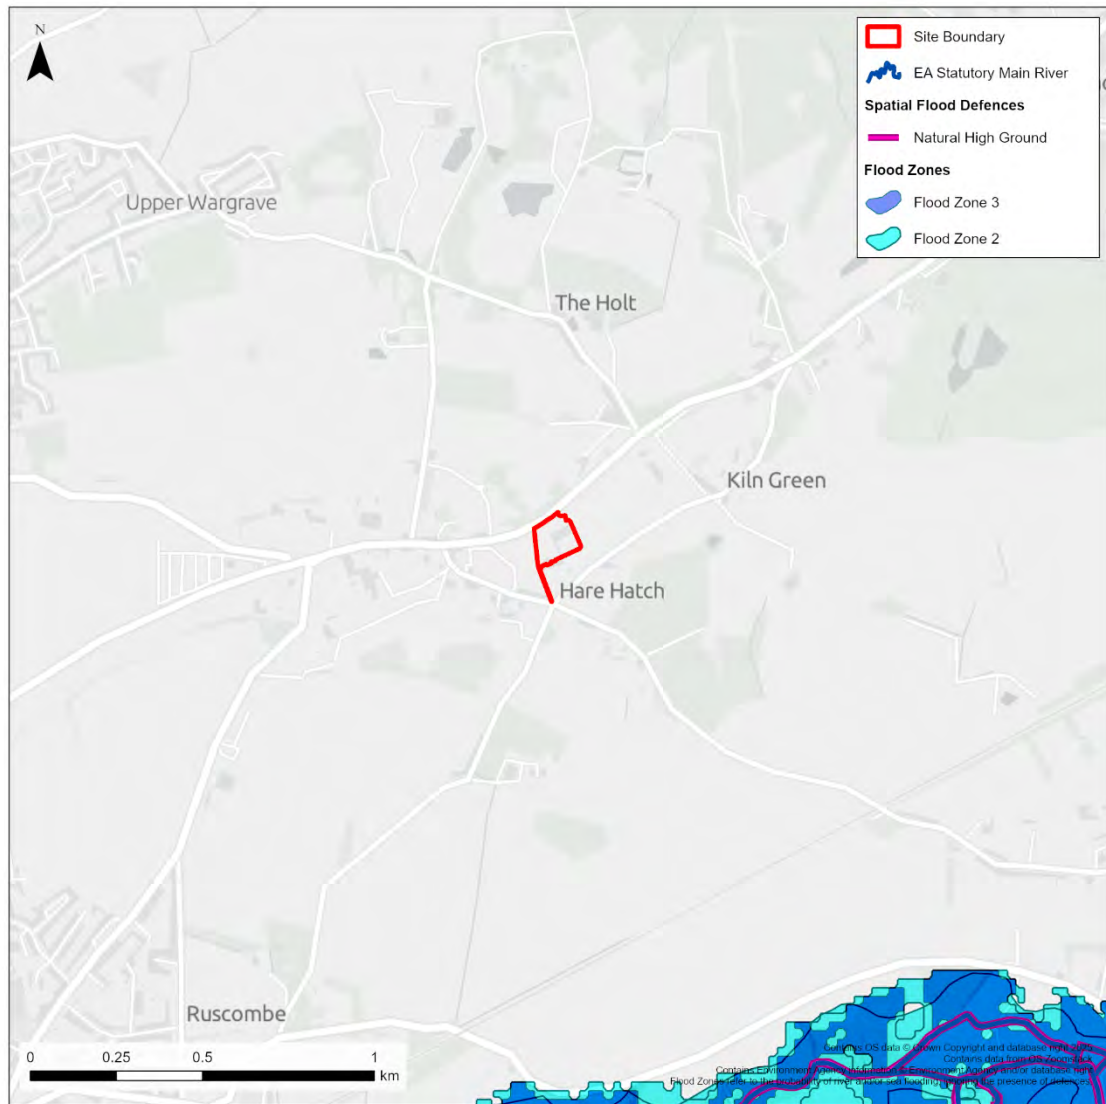 N
Site Boundary
EA Statutory Main River
Spatial Flood Defences
Natural High Ground
Flood Zones
Flood Zone 3
Flood Zone 2
Upper Wargrave
The Holt
Kiln Green
Hare Hatch
Ruscombe
0 0.25 0.5 1
km
Contains OS data © Crown Copyright and database right 2025
Contains data from OS Zoomstack
Contains Environment Agency information © Environment Agency and/or database right
Flood Zones refer to the probability of river and/or sea flooding, ignoring the presence of defences.